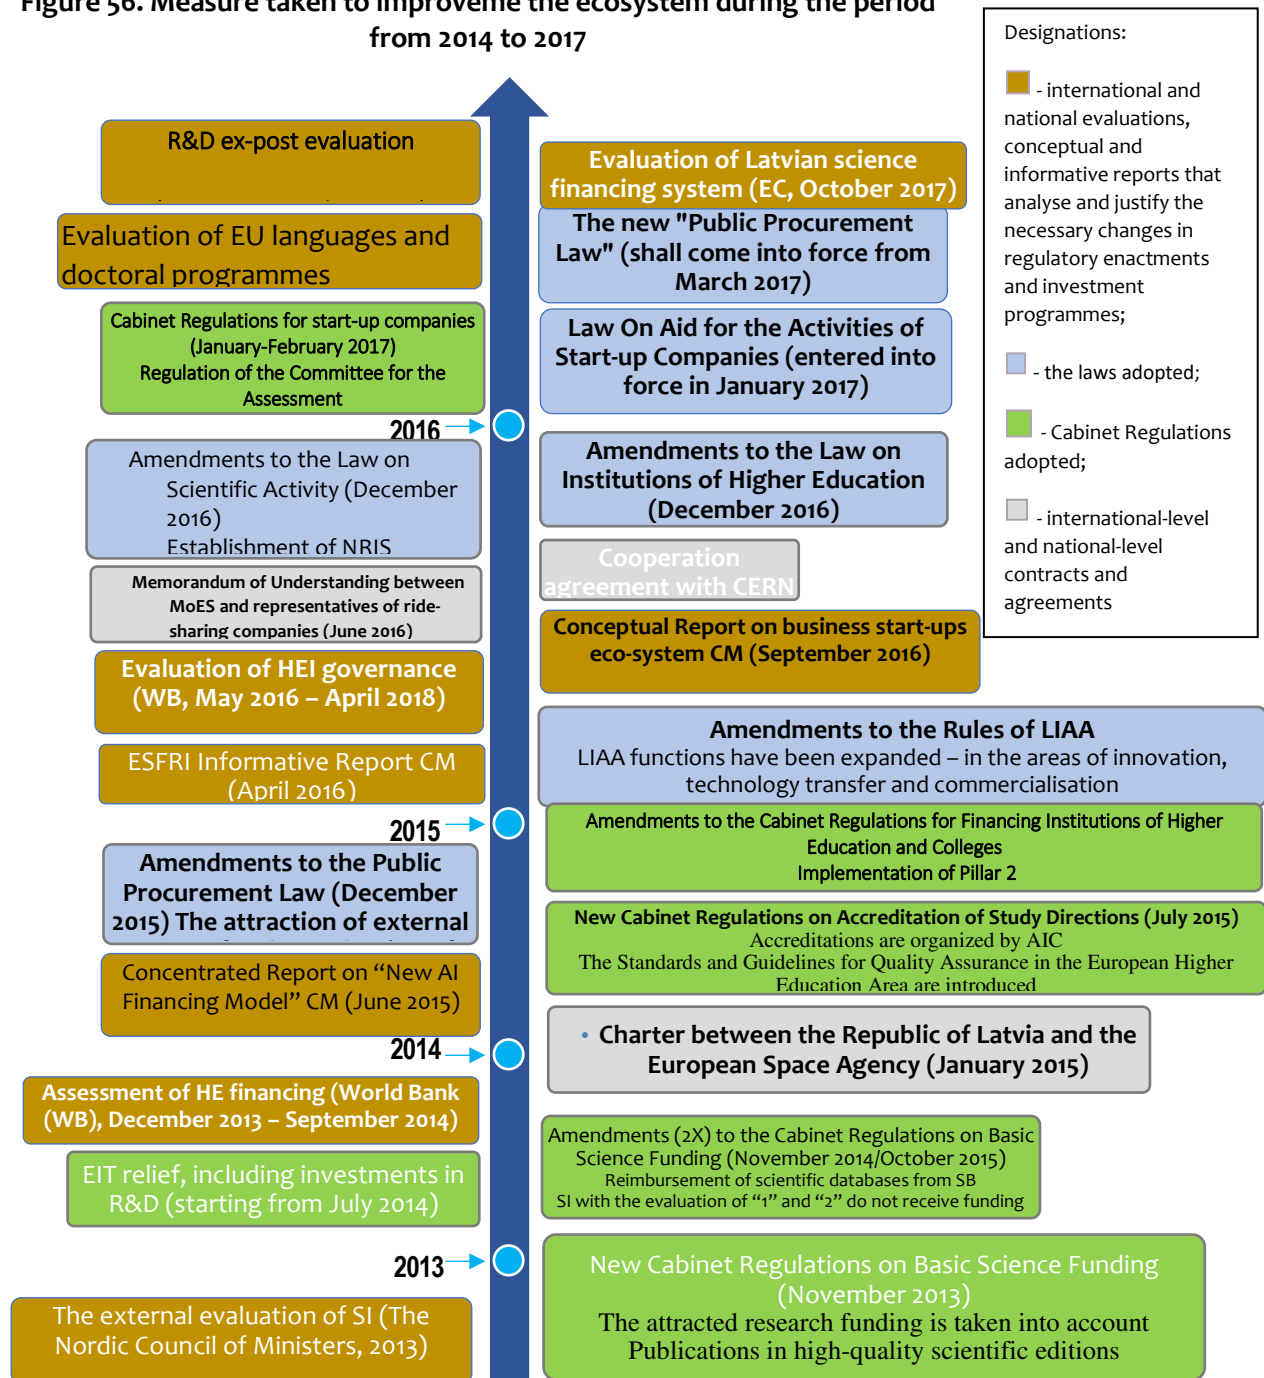 Figure 56. Measure taken to improveme the ecosystem during the period
from 2014 to 2017
Designations:
- international and
national evaluations,
conceptual and
informative reports that
analyse and justify the
necessary changes in
regulatory enactments
and investment
programmes;
- the laws adopted;
- Cabinet Regulations
adopted;
- international-level
and national-level
contracts and
agreements
R&D ex-post evaluation
Evaluation of Latvian science
financing system (EC, October 2017)
Evaluation of EU languages and
doctoral programmes
The new "Public Procurement
Law" (shall come into force from
March 2017)
Cabinet Regulations for start-up companies
(January-February 2017)
Regulation of the Committee for the
Assessment
Law On Aid for the Activities of
Start-up Companies (entered into
force in January 2017)
2016
Amendments to the Law on
Scientific Activity (December
2016)
Establishment of NRIS
Amendments to the Law on
Institutions of Higher Education
(December 2016)
Memorandum of Understanding between
MoES and representatives of ride-
sharing companies (June 2016)
Cooperation
agreement with CERN
Evaluation of HEI governance
(WB, May 2016 – April 2018)
Conceptual Report on business start-ups
eco-system CM (September 2016)
ESFRI Informative Report CM
(April 2016)
Amendments to the Rules of LIAA
LIAA functions have been expanded – in the areas of innovation,
technology transfer and commercialisation
2015
Amendments to the Public
Procurement Law (December
2015) The attraction of external
Amendments to the Cabinet Regulations for Financing Institutions of Higher
Education and Colleges
Implementation of Pillar 2
Concentrated Report on “New AI
Financing Model” CM (June 2015)
New Cabinet Regulations on Accreditation of Study Directions (July 2015)
Accreditations are organized by AIC
The Standards and Guidelines for Quality Assurance in the European Higher
Education Area are introduced
2014
• Charter between the Republic of Latvia and the
European Space Agency (January 2015)
Assessment of HE financing (World Bank
(WB), December 2013 – September 2014)
EIT relief, including investments in
R&D (starting from July 2014)
Amendments (2X) to the Cabinet Regulations on Basic
Science Funding (November 2014/October 2015)
Reimbursement of scientific databases from SB
SI with the evaluation of “1” and “2” do not receive funding
2013
The external evaluation of SI (The
Nordic Council of Ministers, 2013)
New Cabinet Regulations on Basic Science Funding
(November 2013)
The attracted research funding is taken into account
Publications in high-quality scientific editions